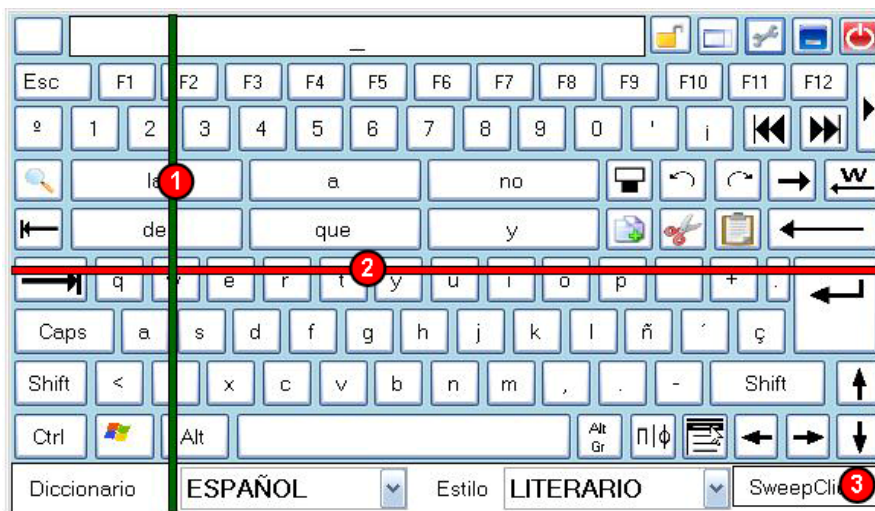 _
Esc F1 F2 F3 F4 F5 F6 F7 F8 F9 F10 F11 F12
º 1 2 3 4 5 6 7 8 9 0 ' ¡
1 a no W
de que y
2
q e r t y u i o p + .
Caps a s d f g h j k l ñ ´ ç
Shift < x c v b n m , . - Shift
Ctrl Alt Alt Gr П|ф
Diccionario ESPAÑOL Estilo LITERARIO 3